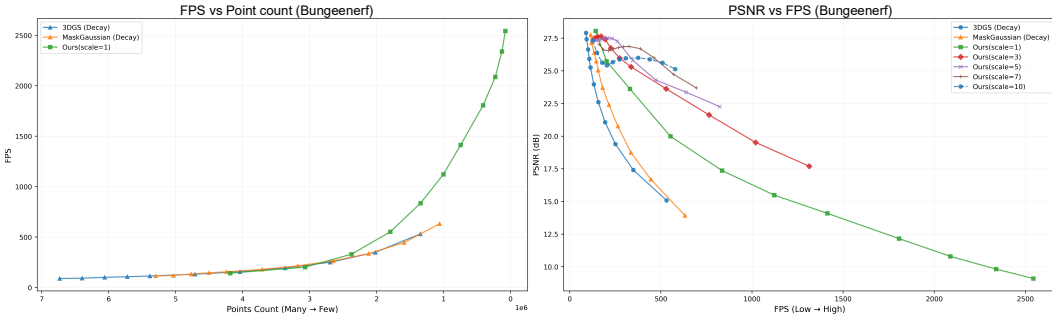 FPS vs Point count (Bungeenerf)
3DGS (Decay)
MaskGaussian (Decay)
Ours(scale=1)
FPS
2500
2000
1500
1000
500
0
7
6
5
4
3
2
1
0
1e6
Points Count (Many → Few)
PSNR vs FPS (Bungeenerf)
3DGS (Decay)
MaskGaussian (Decay)
Ours(scale=1)
Ours(scale=3)
Ours(scale=5)
Ours(scale=7)
Ours(scale=10)
PSNR (dB)
27.5
25.0
22.5
20.0
17.5
15.0
12.5
10.0
0
500
1000
1500
2000
2500
FPS (Low → High)